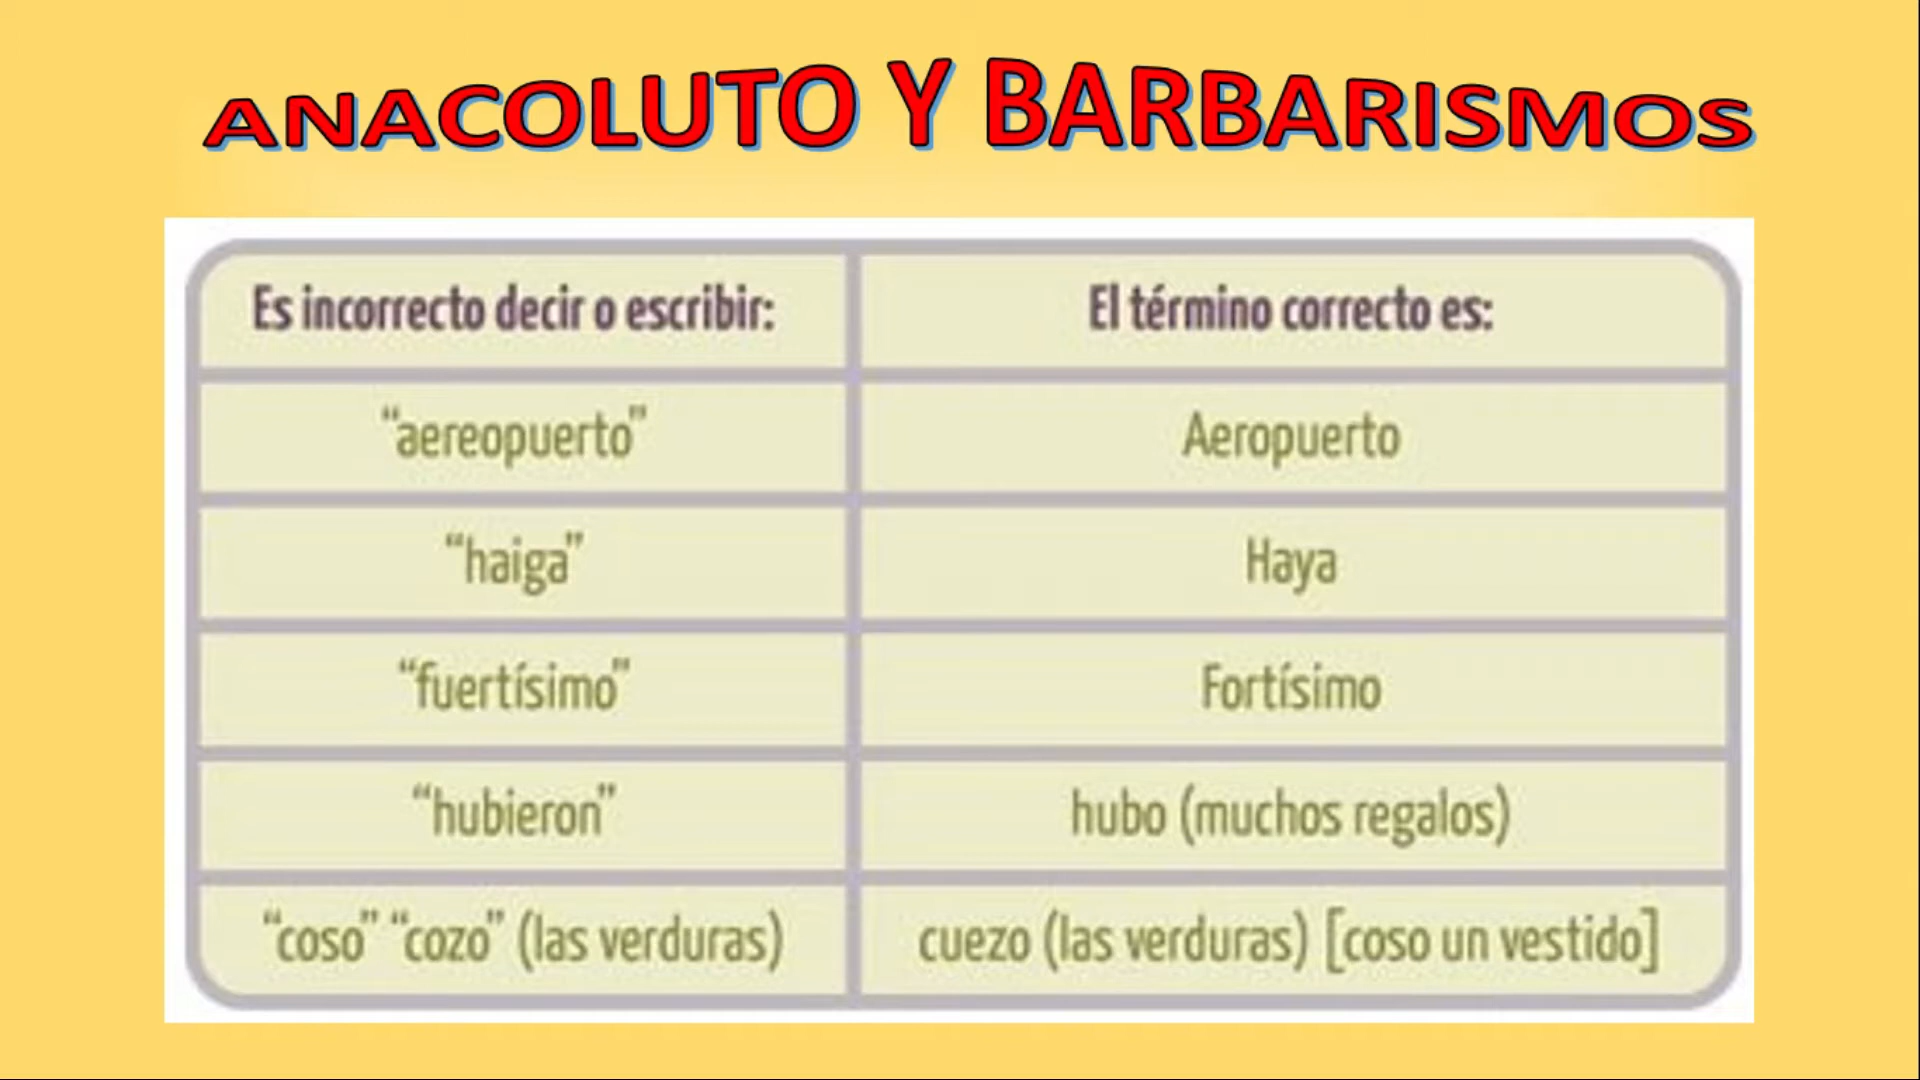 ANACOLUTO Y BARBARISMOS
Es incorrecto decir o escribir: El término correcto es:
“aereopuerto” Aeropuerto
“haiga” Haya
“fuertísimo” Fortísimo
“hubieron” hubo (muchos regalos)
“coso” “cozo” (las verduras) cuezo (las verduras) [coso un vestido]